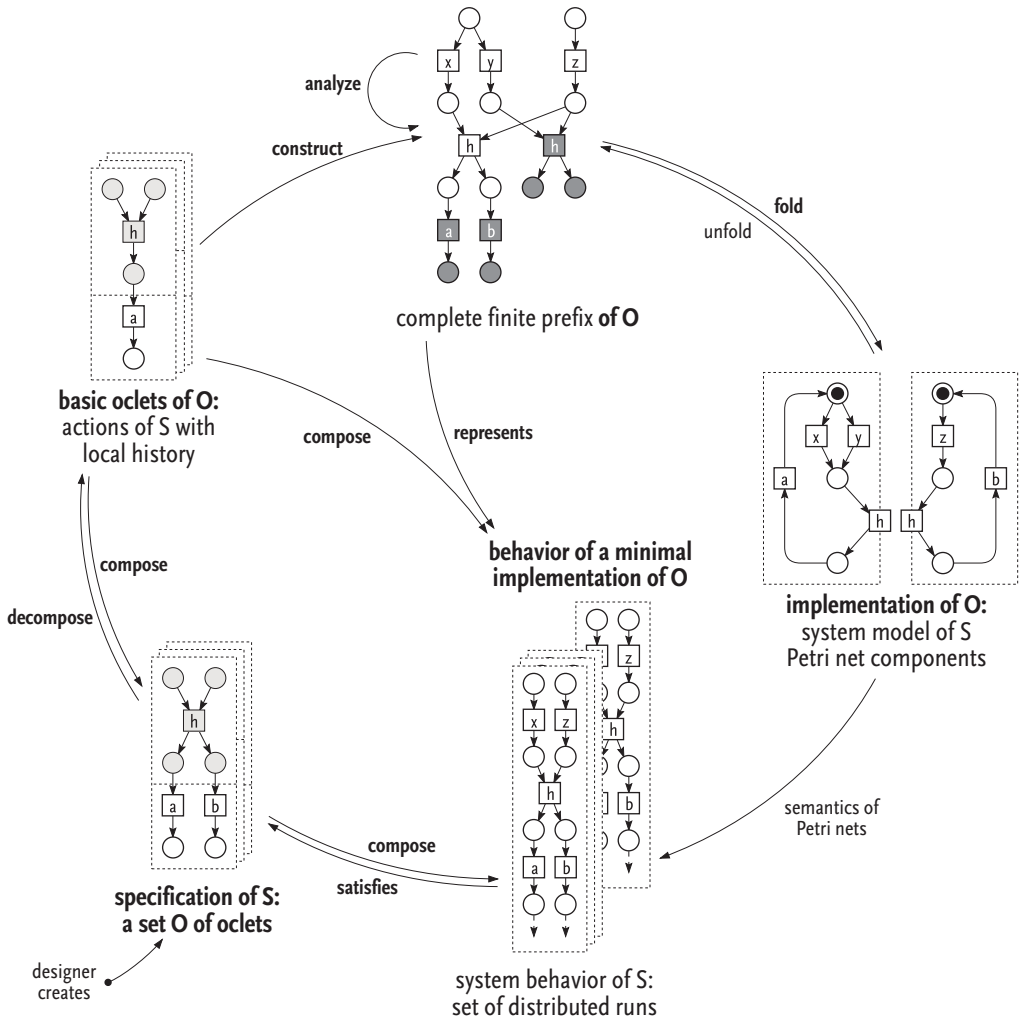 x
y
z
analyze
h
h
construct
a
b
fold
unfold
complete finite prefix of O
h
a
basic oclets of O:
actions of S with
local history
compose
represents
x
y
z
a
b
h
h
behavior of a minimal
implementation of O
implementation of O:
system model of S
Petri net components
compose
decompose
z
h
b
x
z
h
a
b
h
a
b
semantics of
Petri nets
compose
satisfies
specification of S:
a set O of oclets
designer
creates
system behavior of S:
set of distributed runs